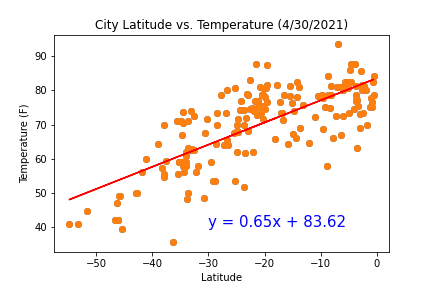 City Latitude vs. Temperature (4/30/2021)
Temperature (F)
90
80
70
60
50
40
y = 0.65x + 83.62
−50 −40 −30 −20 −10 0
Latitude